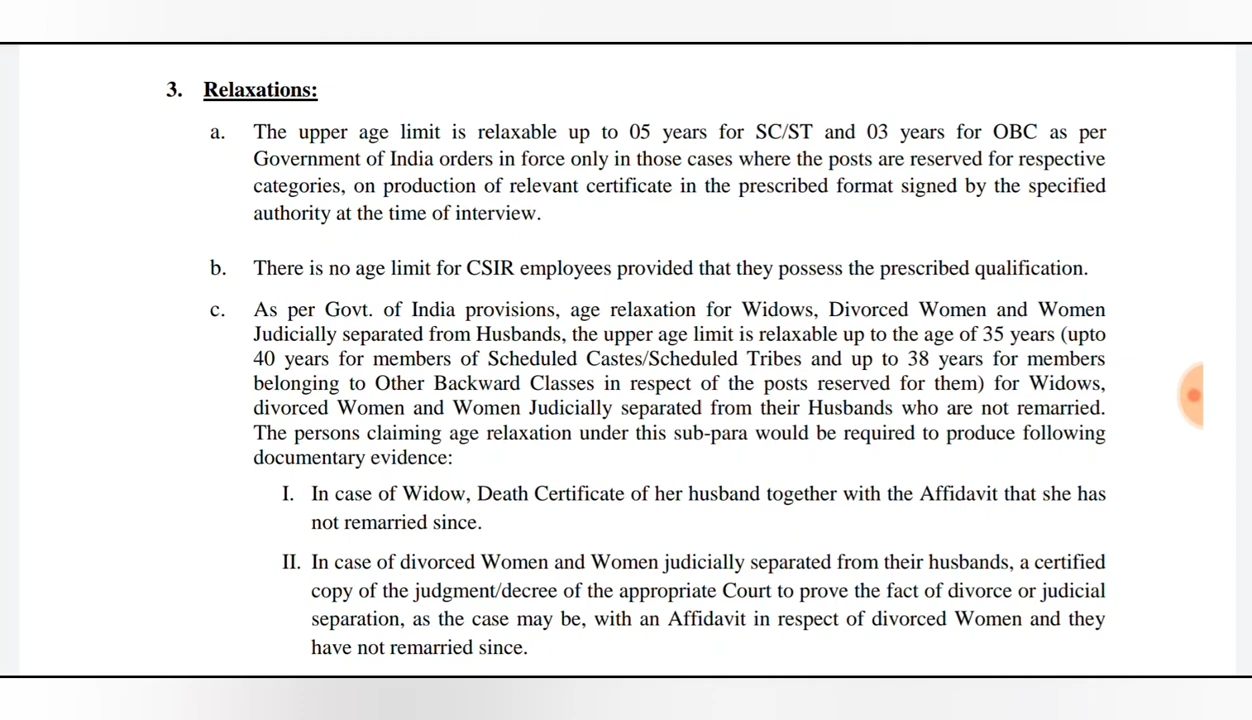 3. Relaxations:
a. The upper age limit is relaxable up to 05 years for SC/ST and 03 years for OBC as per
Government of India orders in force only in those cases where the posts are reserved for respective
categories, on production of relevant certificate in the prescribed format signed by the specified
authority at the time of interview.
b. There is no age limit for CSIR employees provided that they possess the prescribed qualification.
c. As per Govt. of India provisions, age relaxation for Widows, Divorced Women and Women
Judicially separated from Husbands, the upper age limit is relaxable up to the age of 35 years (upto
40 years for members of Scheduled Castes/Scheduled Tribes and up to 38 years for members
belonging to Other Backward Classes in respect of the posts reserved for them) for Widows,
divorced Women and Women Judicially separated from their Husbands who are not remarried.
The persons claiming age relaxation under this sub-para would be required to produce following
documentary evidence:
I. In case of Widow, Death Certificate of her husband together with the Affidavit that she has
not remarried since.
II. In case of divorced Women and Women judicially separated from their husbands, a certified
copy of the judgment/decree of the appropriate Court to prove the fact of divorce or judicial
separation, as the case may be, with an Affidavit in respect of divorced Women and they
have not remarried since.